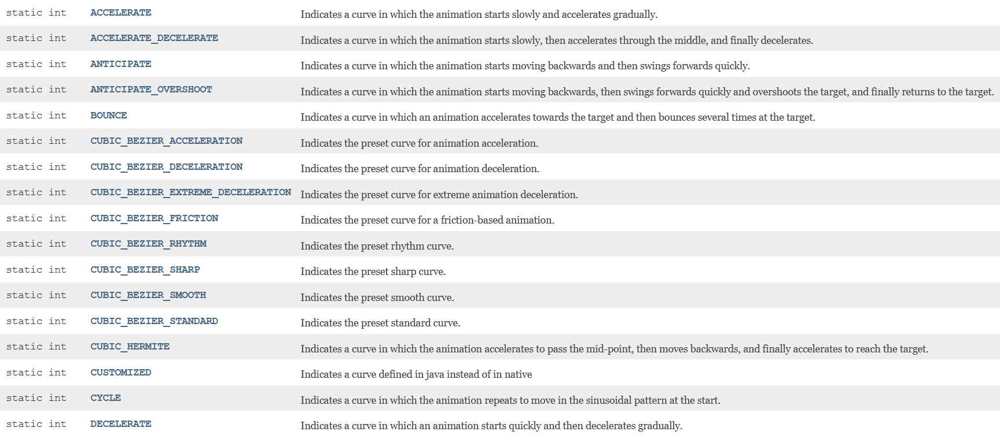 static int ACCELERATE Indicates a curve in which the animation starts slowly and accelerates gradually.
static int ACCELERATE_DECELERATE Indicates a curve in which the animation starts slowly, then accelerates through the middle, and finally decelerates.
static int ANTICIPATE Indicates a curve in which the animation starts moving backwards and then swings forwards quickly.
static int ANTICIPATE_OVERSHOOT Indicates a curve in which the animation starts moving backwards, then swings forwards quickly and overshoots the target, and finally returns to the target.
static int BOUNCE Indicates a curve in which an animation accelerates towards the target and then bounces several times at the target.
static int CUBIC_BEZIER_ACCELERATION Indicates the preset curve for animation acceleration.
static int CUBIC_BEZIER_DECELERATION Indicates the preset curve for animation deceleration.
static int CUBIC_BEZIER_EXTREME_DECELERATION Indicates the preset curve for extreme animation deceleration.
static int CUBIC_BEZIER_FRICTION Indicates the preset curve for a friction-based animation.
static int CUBIC_BEZIER_RHYTHM Indicates the preset rhythm curve.
static int CUBIC_BEZIER_SHARP Indicates the preset sharp curve.
static int CUBIC_BEZIER_SMOOTH Indicates the preset smooth curve.
static int CUBIC_BEZIER_STANDARD Indicates the preset standard curve.
static int CUBIC_HERMITE Indicates a curve in which the animation accelerates to pass the mid-point, then moves backwards, and finally accelerates to reach the target.
static int CUSTOMIZED Indicates a curve defined in java instead of in native
static int CYCLE Indicates a curve in which the animation repeats to move in the sinusoidal pattern at the start.
static int DECELERATE Indicates a curve in which an animation starts quickly and then decelerates gradually.